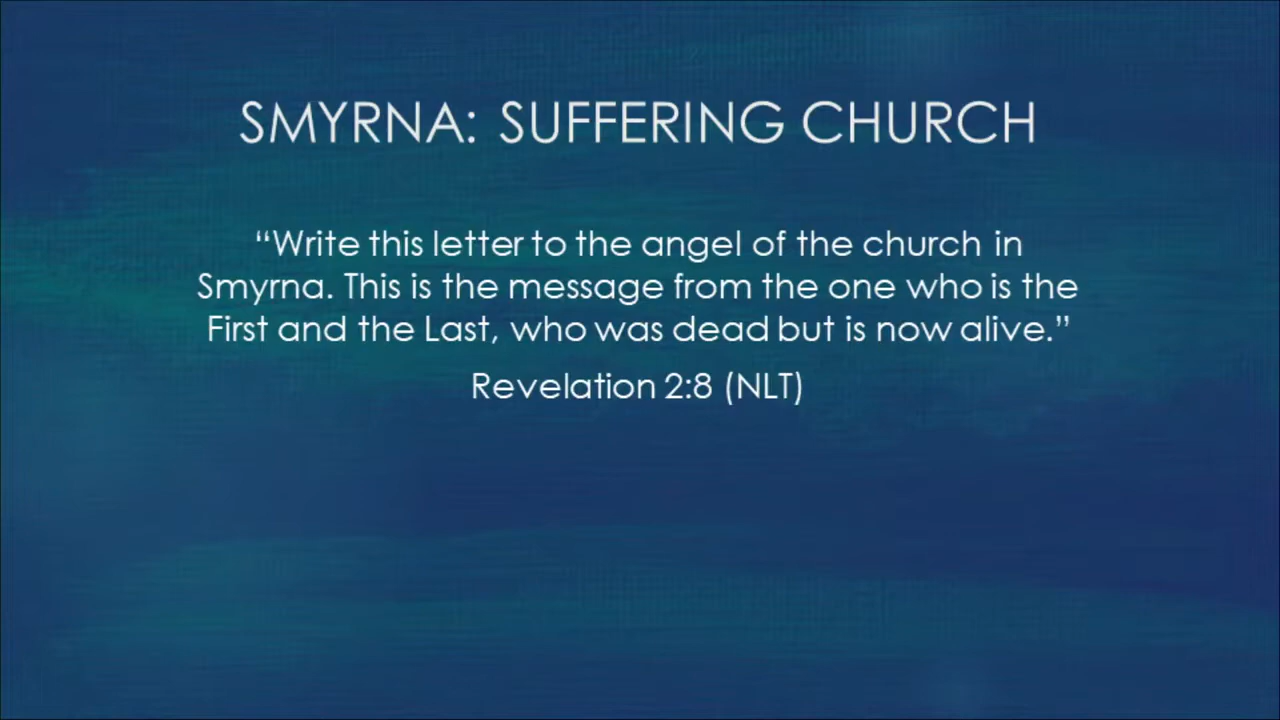 SMYRNA: SUFFERING CHURCH
“Write this letter to the angel of the church in
Smyrna. This is the message from the one who is the
First and the Last, who was dead but is now alive.”
Revelation 2:8 (NLT)